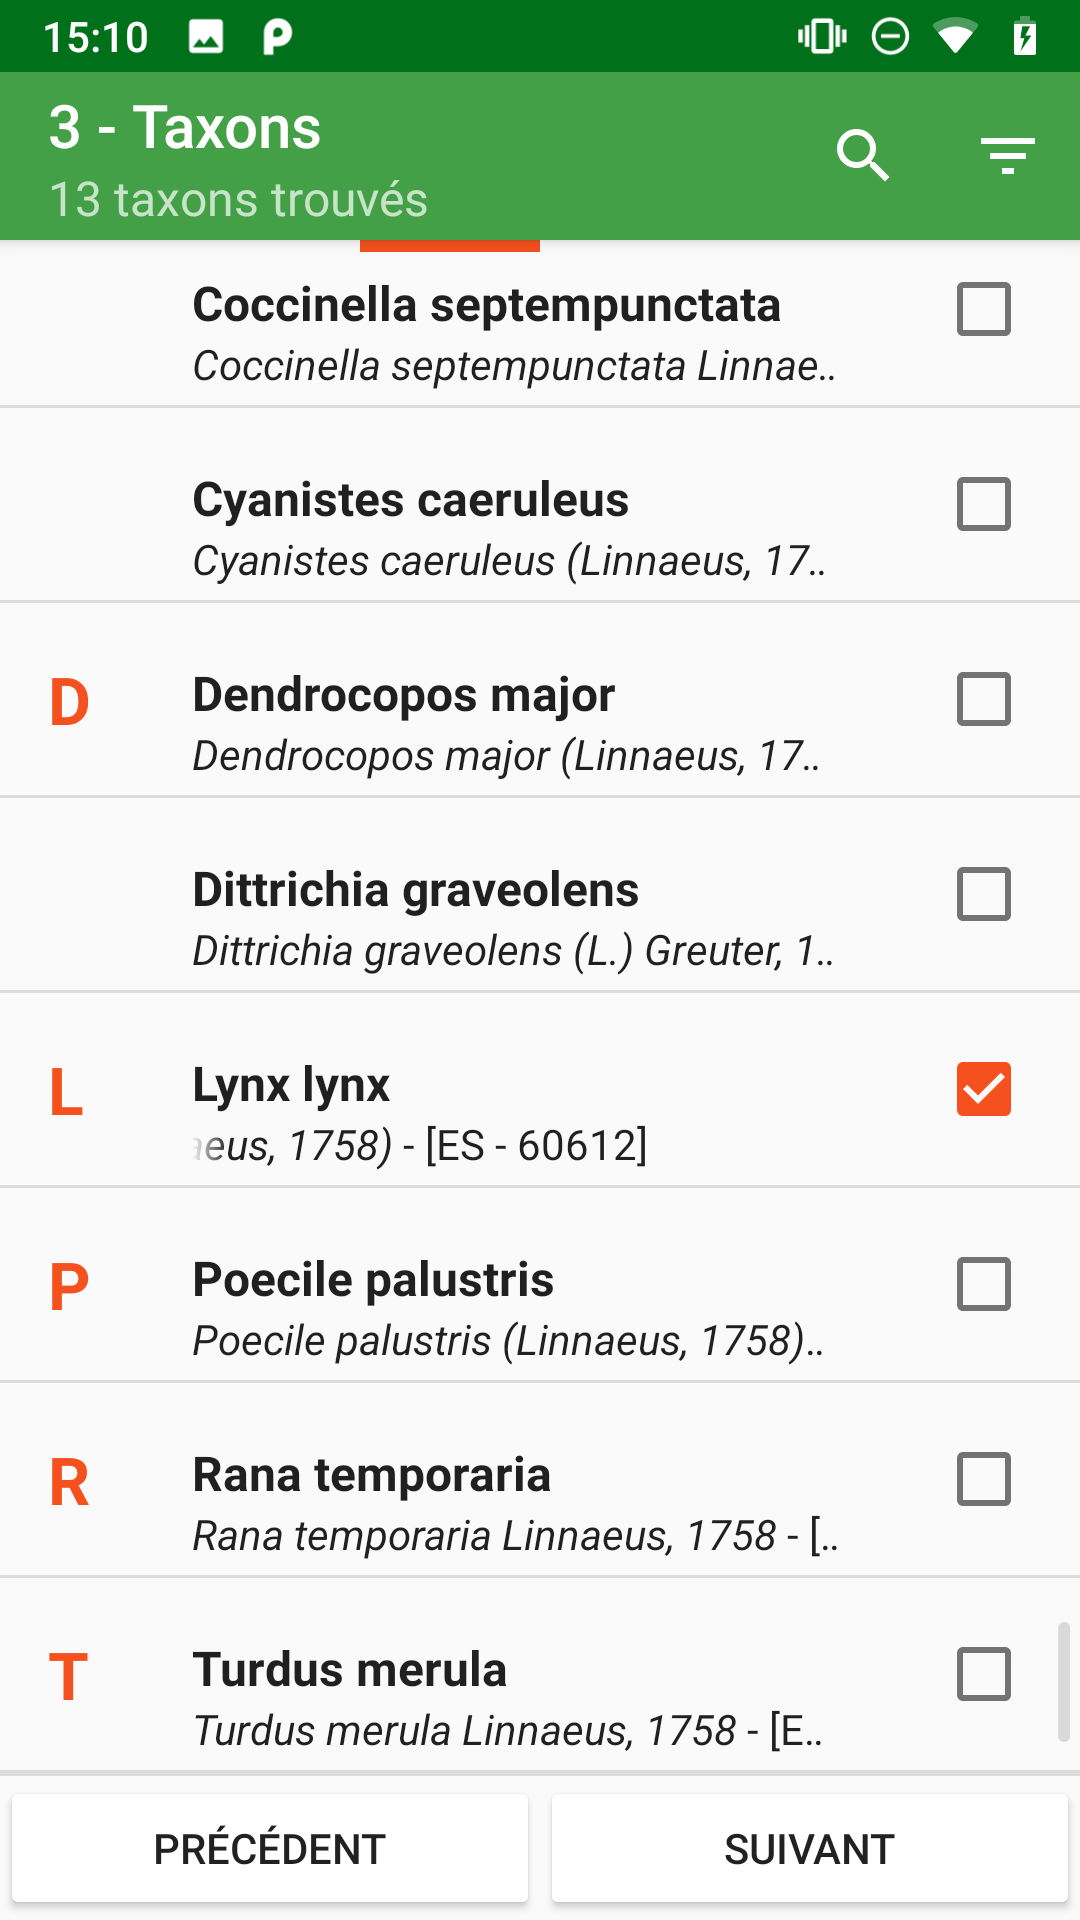 15:10
3 - Taxons
13 taxons trouvés
Coccinella septempunctata
Coccinella septempunctata Linnae..
Cyanistes caeruleus
Cyanistes caeruleus (Linnaeus, 17..
D
Dendrocopos major
Dendrocopos major (Linnaeus, 17..
Dittrichia graveolens
Dittrichia graveolens (L.) Greuter, 1..
L
Lynx lynx
aeus, 1758) - [ES - 60612]
P
Poecile palustris
Poecile palustris (Linnaeus, 1758)..
R
Rana temporaria
Rana temporaria Linnaeus, 1758 - [..
T
Turdus merula
Turdus merula Linnaeus, 1758 - [E..
PRÉCÉDENT
SUIVANT